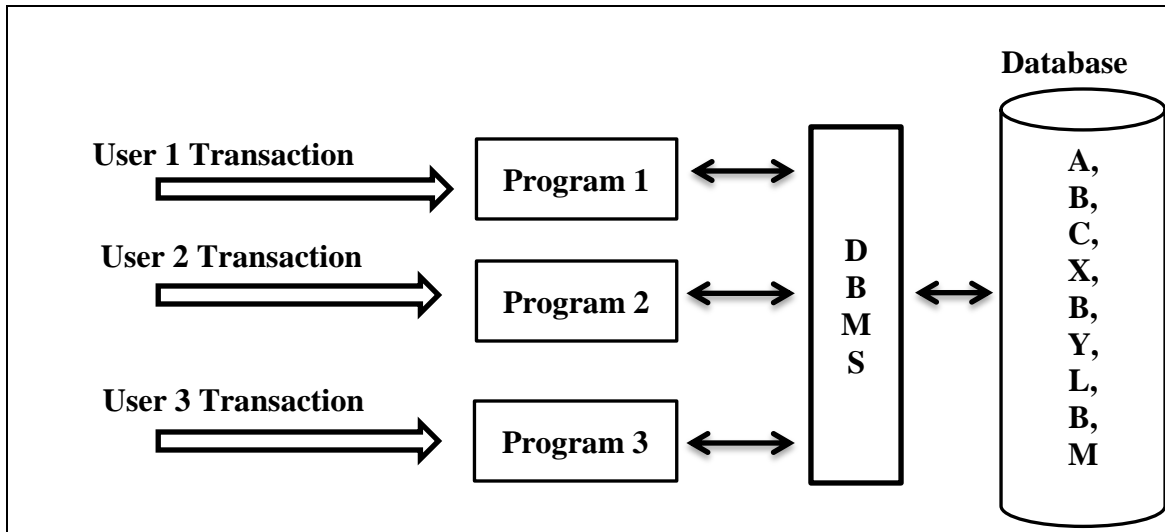 Database
User 1 Transaction
Program 1
User 2 Transaction
Program 2
User 3 Transaction
Program 3
D
B
M
S
A,
B,
C,
X,
B,
Y,
L,
B,
M